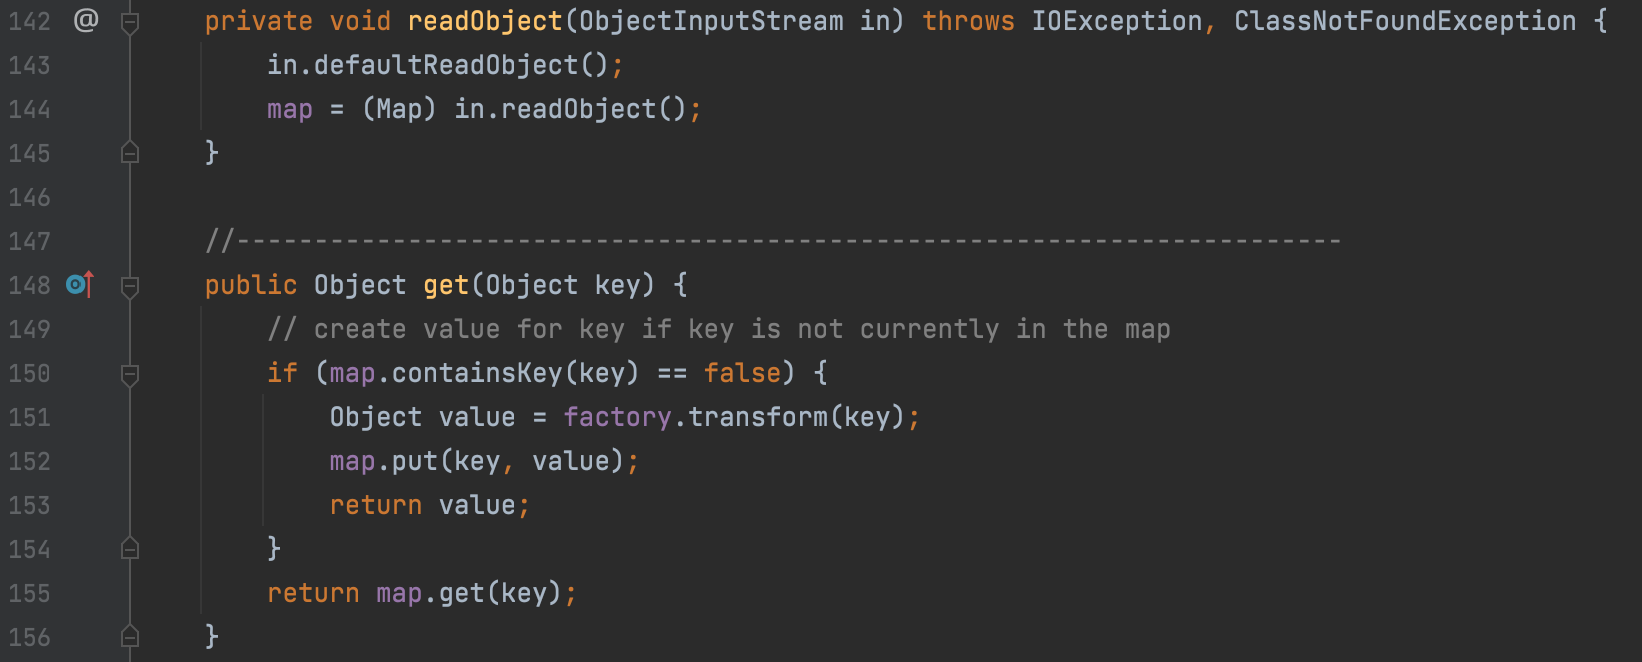 142 @ private void readObject(ObjectInputStream in) throws IOException, ClassNotFoundException {
143 in.defaultReadObject();
144 map = (Map) in.readObject();
145 }
146
147 //-----------------------------------------------------------------------
148 public Object get(Object key) {
149 // create value for key if key is not currently in the map
150 if (map.containsKey(key) == false) {
151 Object value = factory.transform(key);
152 map.put(key, value);
153 return value;
154 }
155 return map.get(key);
156 }